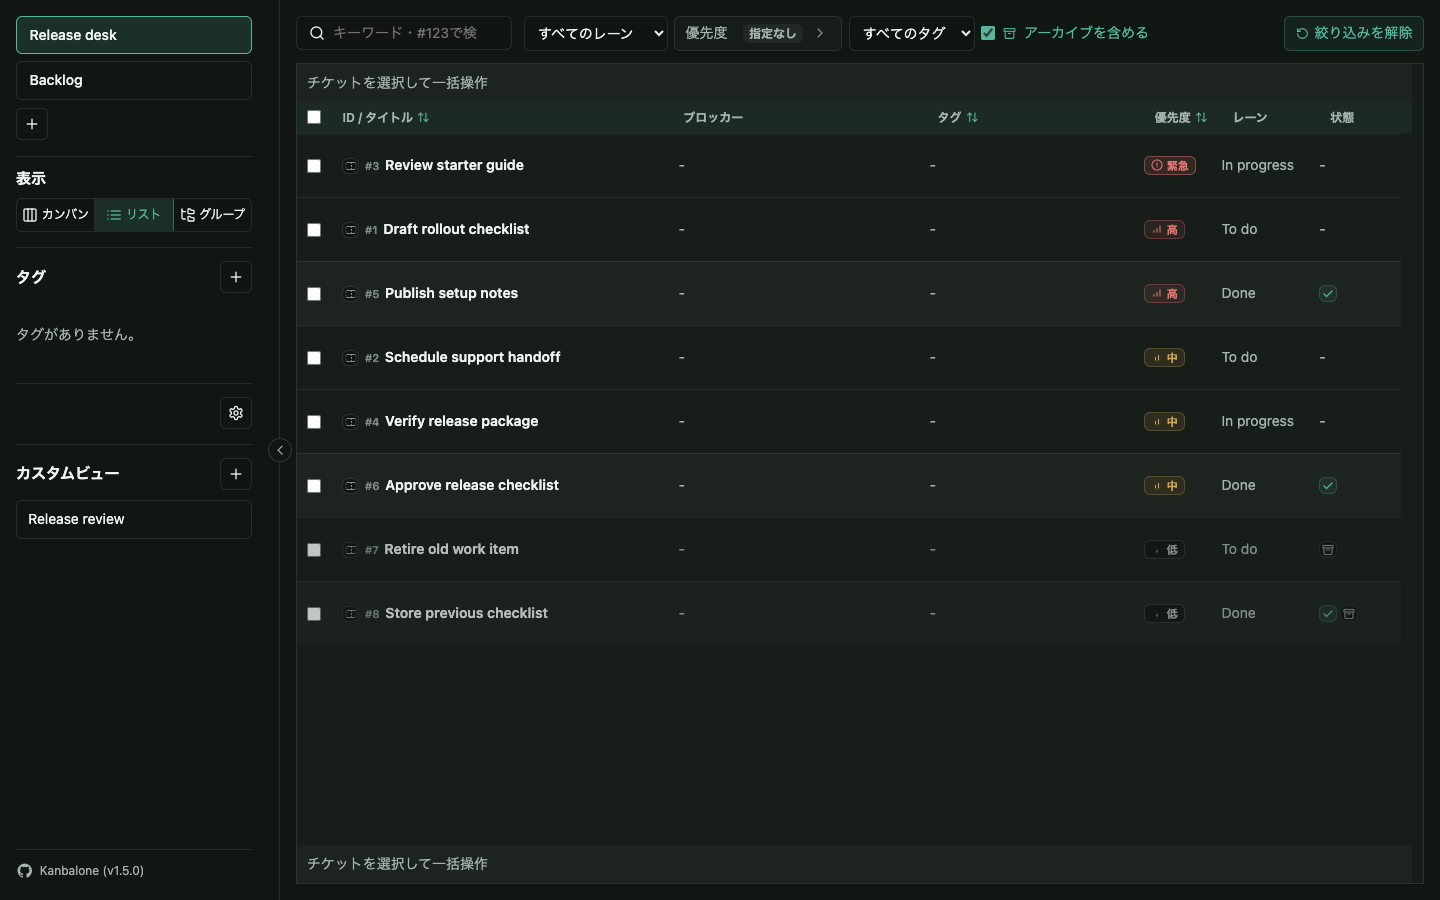 Release desk
Backlog
表示
カンバン
リスト
グループ
タグ
タグがありません。
カスタムビュー
Release review
Kanbalone (v1.5.0)
キーワード・#123で検
すべてのレーン
優先度 指定なし
すべてのタグ
アーカイブを含める
絞り込みを解除
チケットを選択して一括操作
ID / タイトル ブロッカー タグ 優先度 レーン 状態
#3 Review starter guide - - 緊急 In progress -
#1 Draft rollout checklist - - 高 To do -
#5 Publish setup notes - - 高 Done
#2 Schedule support handoff - - 中 To do -
#4 Verify release package - - 中 In progress -
#6 Approve release checklist - - 中 Done
#7 Retire old work item - - 低 To do
#8 Store previous checklist - - 低 Done
チケットを選択して一括操作